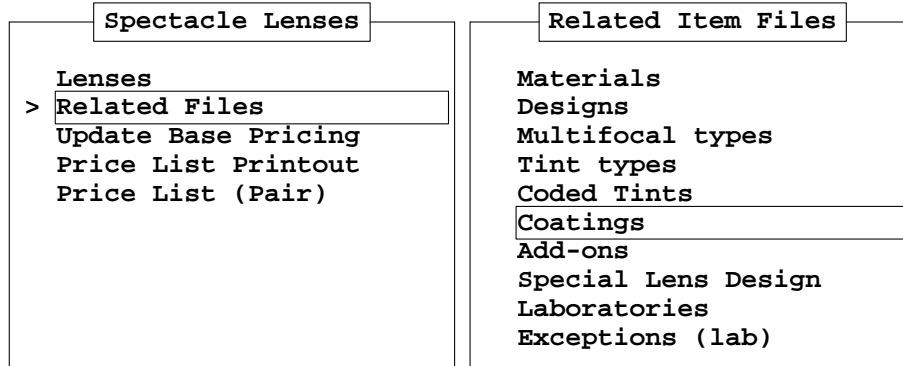 Spectacle Lenses
Lenses
> Related Files
Update Base Pricing
Price List Printout
Price List (Pair)
Related Item Files
Materials
Designs
Multifocal types
Tint types
Coded Tints
Coatings
Add-ons
Special Lens Design
Laboratories
Exceptions (lab)